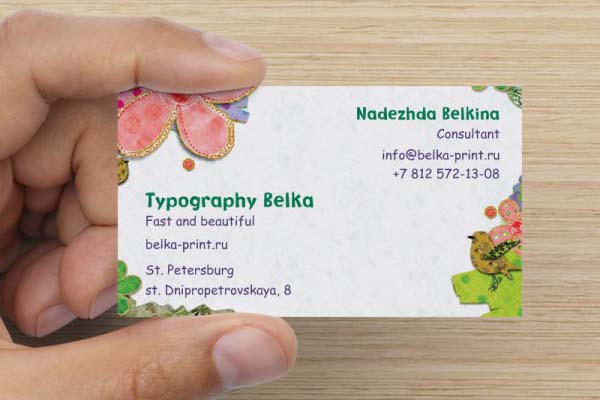 Nadezhda Belkina
Consultant
info@belka-print.ru
+7 812 572-13-08
Typography Belka
Fast and beautiful
belka-print.ru
St. Petersburg
st. Dnipropetrovskaya, 8